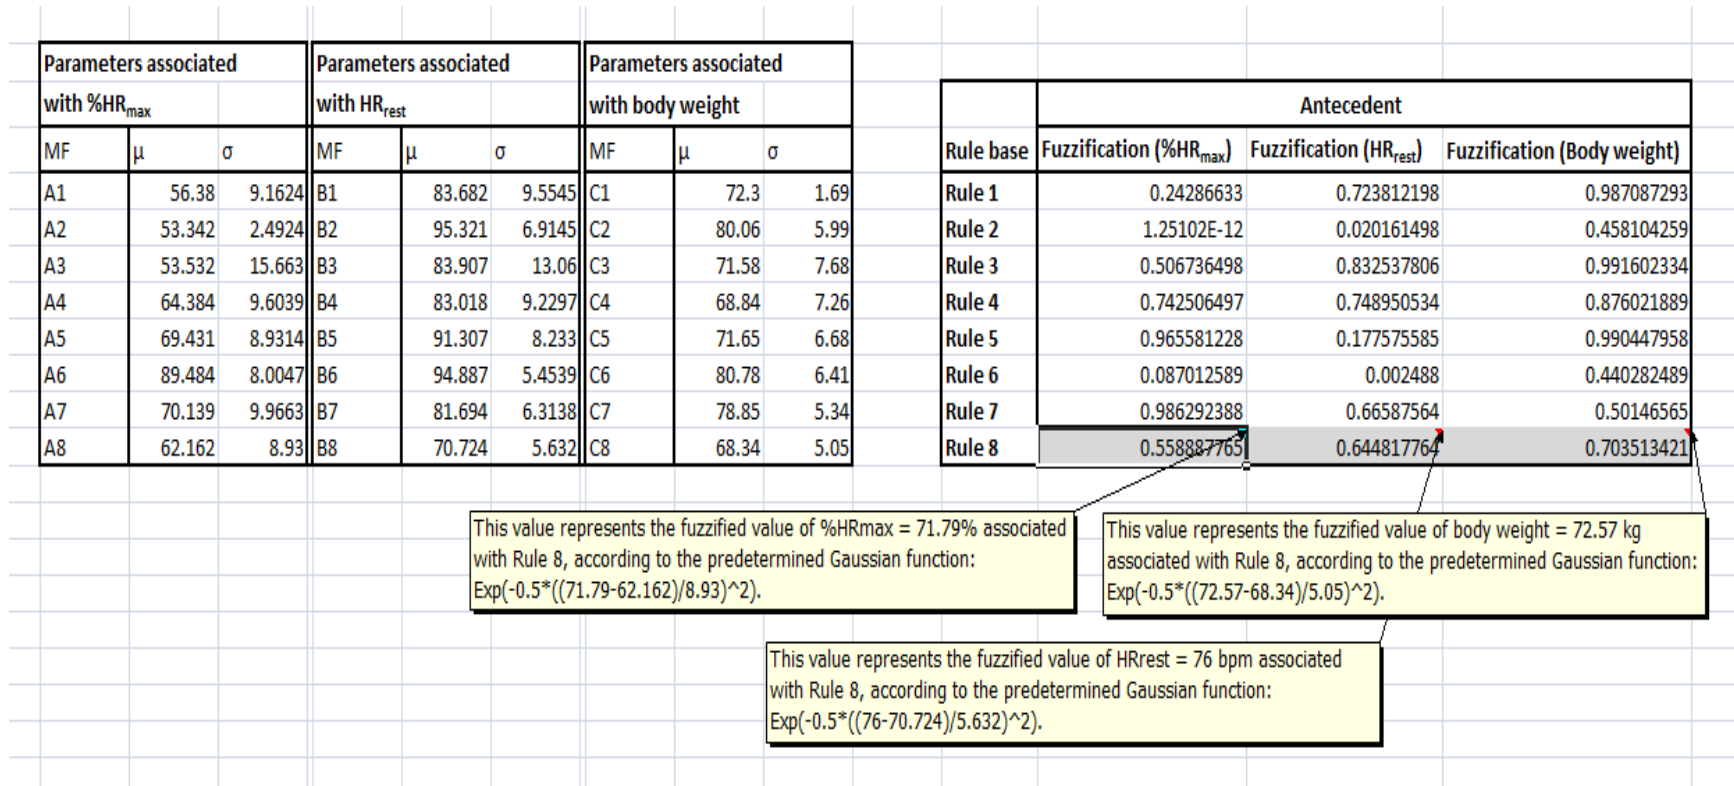 Parameters associated with %HRmax | Parameters associated with HRrest | Parameters associated with body weight
MF μ σ MF μ σ MF μ σ
A1 56.38 9.1624 B1 83.682 9.5545 C1 72.3 1.69
A2 53.342 2.4924 B2 95.321 6.9145 C2 80.06 5.99
A3 53.532 15.663 B3 83.907 13.06 C3 71.58 7.68
A4 64.384 9.6039 B4 83.018 9.2297 C4 68.84 7.26
A5 69.431 8.9314 B5 91.307 8.233 C5 71.65 6.68
A6 89.484 8.0047 B6 94.887 5.4539 C6 80.78 6.41
A7 70.139 9.9663 B7 81.694 6.3138 C7 78.85 5.34
A8 62.162 8.93 B8 70.724 5.632 C8 68.34 5.05
Antecedent
Rule base Fuzzification (%HRmax) Fuzzification (HRrest) Fuzzification (Body weight)
Rule 1 0.24286633 0.723812198 0.987087293
Rule 2 1.25102E-12 0.020161498 0.458104259
Rule 3 0.506736498 0.832537806 0.991602334
Rule 4 0.742506497 0.748950534 0.876021889
Rule 5 0.965581228 0.177575585 0.990447958
Rule 6 0.087012589 0.002488 0.440282489
Rule 7 0.986292388 0.66587564 0.50146565
Rule 8 0.558887765 0.644817764 0.703513421
This value represents the fuzzified value of %HRmax = 71.79% associated
with Rule 8, according to the predetermined Gaussian function:
Exp(-0.5*((71.79-62.162)/8.93)^2).
This value represents the fuzzified value of body weight = 72.57 kg
associated with Rule 8, according to the predetermined Gaussian function:
Exp(-0.5*((72.57-68.34)/5.05)^2).
This value represents the fuzzified value of HRrest = 76 bpm associated
with Rule 8, according to the predetermined Gaussian function:
Exp(-0.5*((76-70.724)/5.632)^2).